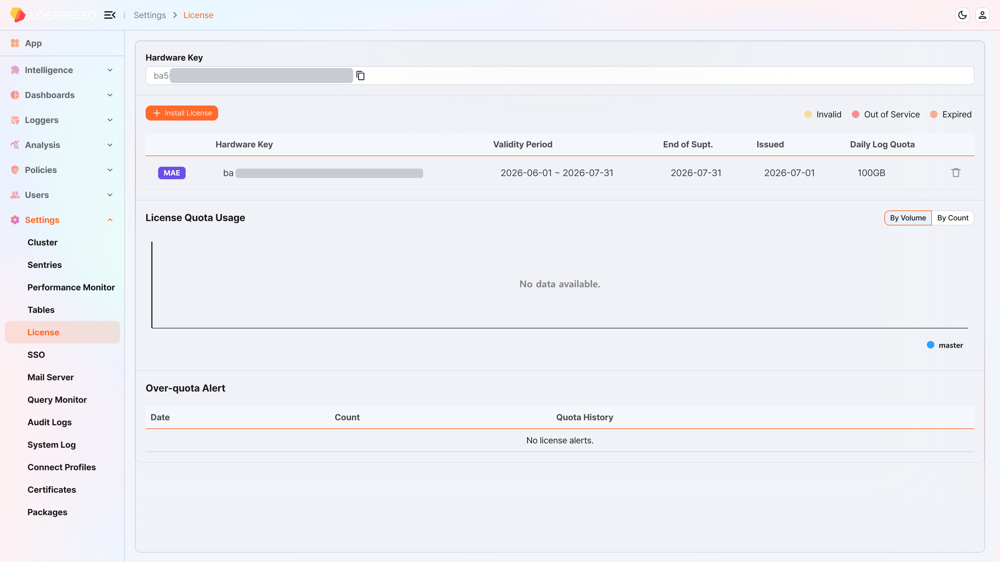 LOGPRESSO
Settings > License
App
Intelligence
Dashboards
Loggers
Analysis
Policies
Users
Settings
Cluster
Sentries
Performance Monitor
Tables
License
SSO
Mail Server
Query Monitor
Audit Logs
System Log
Connect Profiles
Certificates
Packages
Hardware Key
ba5
Install License
Invalid Out of Service Expired
Hardware Key Validity Period End of Supt. Issued Daily Log Quota
MAE ba 2026-06-01 ~ 2026-07-31 2026-07-31 2026-07-01 100GB
License Quota Usage
By Volume By Count
No data available.
master
Over-quota Alert
Date Count Quota History
No license alerts.